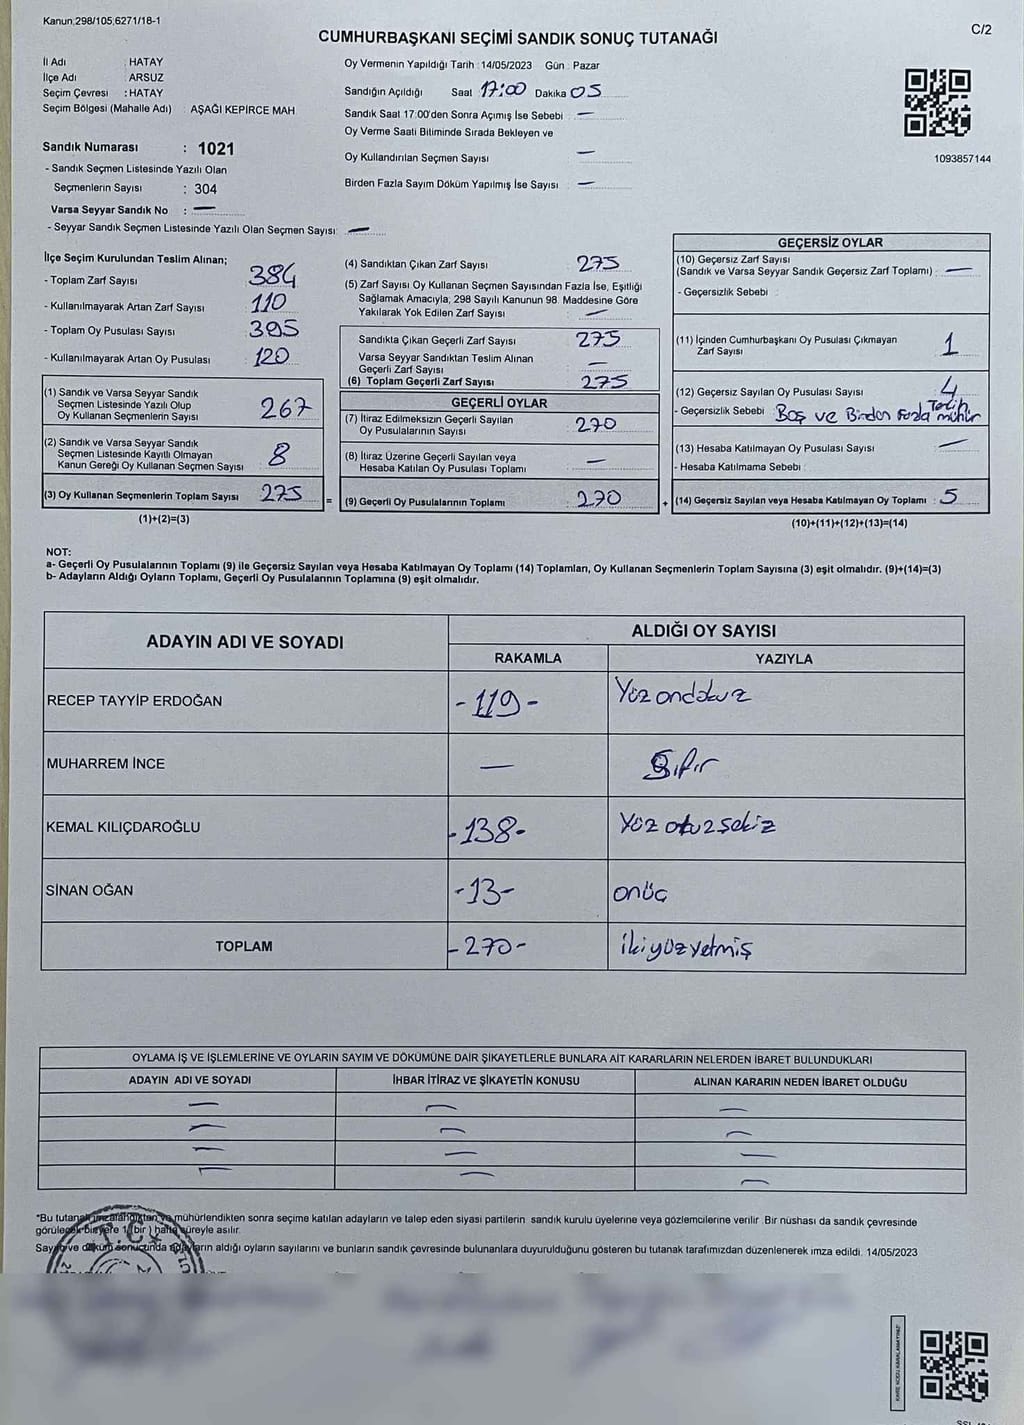 Kanun,298/105,6271/18-1
C/2
CUMHURBAŞKANI SEÇİMİ SANDIK SONUÇ TUTANAĞI
İl Adı : HATAY
İlçe Adı : ARSUZ
Seçim Çevresi : HATAY
Seçim Bölgesi (Mahalle Adı) : AŞAĞI KEPİRCE MAH
Sandık Numarası : 1021
- Sandık Seçmen Listesinde Yazılı Olan
Seçmenlerin Sayısı : 304
Varsa Seyyar Sandık No : —
- Seyyar Sandık Seçmen Listesinde Yazılı Olan Seçmen Sayısı: —
Oy Vermenin Yapıldığı Tarih : 14/05/2023 Gün : Pazar
Sandığın Açıldığı Saat 17:00 Dakika 05
Sandık Saat 17:00'den Sonra Açımış İse Sebebi : —
Oy Verme Saati Bitiminde Sırada Bekleyen ve
Oy Kullandırılan Seçmen Sayısı : —
Birden Fazla Sayım Döküm Yapılmış İse Sayısı : —
1093857144
İlçe Seçim Kurulundan Teslim Alınan;
- Toplam Zarf Sayısı : 384
- Kullanılmayarak Artan Zarf Sayısı : 110
- Toplam Oy Pusulası Sayısı : 395
- Kullanılmayarak Artan Oy Pusulası : 120
(1) Sandık ve Varsa Seyyar Sandık
Seçmen Listesinde Yazılı Olup
Oy Kullanan Seçmenlerin Sayısı : 267
(2) Sandık ve Varsa Seyyar Sandık
Seçmen Listesinde Kayıtlı Olmayan
Kanun Gereği Oy Kullanan Seçmen Sayısı : 8
(3) Oy Kullanan Seçmenlerin Toplam Sayısı : 275
(1)+(2)=(3)
(4) Sandıktan Çıkan Zarf Sayısı : 275
(5) Zarf Sayısı Oy Kullanan Seçmen Sayısından Fazla İse, Eşitliği
Sağlamak Amacıyla, 298 Sayılı Kanunun 98. Maddesine Göre
Yakılarak Yok Edilen Zarf Sayısı : —
Sandıkta Çıkan Geçerli Zarf Sayısı : 275
Varsa Seyyar Sandıktan Teslim Alınan
Geçerli Zarf Sayısı : —
(6) Toplam Geçerli Zarf Sayısı : 275
GEÇERLİ OYLAR
(7) İtiraz Edilmeksizin Geçerli Sayılan
Oy Pusulalarının Sayısı : 270
(8) İtiraz Üzerine Geçerli Sayılan veya
Hesaba Katılan Oy Pusulası Toplamı : —
= (9) Geçerli Oy Pusulalarının Toplamı : 270 +
GEÇERSİZ OYLAR
(10) Geçersiz Zarf Sayısı
(Sandık ve Varsa Seyyar Sandık Geçersiz Zarf Toplamı) : —
- Geçersizlik Sebebi :
(11) İçinden Cumhurbaşkanı Oy Pusulası Çıkmayan
Zarf Sayısı : 1
(12) Geçersiz Sayılan Oy Pusulası Sayısı : 4
- Geçersizlik Sebebi : Boş ve Birden Fazla Tercih mühür
(13) Hesaba Katılmayan Oy Pusulası Sayısı : —
- Hesaba Katılmama Sebebi :
(14) Geçersiz Sayılan veya Hesaba Katılmayan Oy Toplamı : 5
(10)+(11)+(12)+(13)=(14)
NOT:
a- Geçerli Oy Pusulasının Toplamı (9) ile Geçersiz Sayılan veya Hesaba Katılmayan Oy Toplamı (14) Toplamları, Oy Kullanan Seçmenlerin Toplam Sayısına (3) eşit olmalıdır. (9)+(14)=(3)
b- Adayların Aldığı Oyların Toplamı, Geçerli Oy Pusulalarının Toplamına (9) eşit olmalıdır.
ADAYIN ADI VE SOYADI ALDIĞI OY SAYISI
RAKAMLA YAZIYLA
RECEP TAYYİP ERDOĞAN -119- Yüz ondokuz
MUHARREM İNCE — Sıfır
KEMAL KILIÇDAROĞLU -138- Yüz otuz sekiz
SİNAN OĞAN -13- onüç
TOPLAM -270- ikiyüz yetmiş
OYLAMA İŞ VE İŞLEMLERİNE VE OYLARIN SAYIM VE DÖKÜMÜNE DAİR ŞİKAYETLERLE BUNLARA AİT KARARLARIN NELERDEN İBARET BULUNDUKLARI
ADAYIN ADI VE SOYADI İHBAR İTİRAZ VE ŞİKAYETİN KONUSU ALINAN KARARIN NEDEN İBARET OLDUĞU
— — —
— — —
— — —
— — —
*Bu tutanak imzalandıktan ve mühürlendikten sonra seçime katılan adayların ve talep eden siyasi partilerin sandık kurulu üyelerine veya gözlemcilerine verilir. Bir nüshası da sandık çevresinde
görülecek bir yere 1 (bir) hafta süreyle asılır.
Sayım ve döküm sonucunda adayların aldığı oyların sayılarını ve bunların sandık çevresinde bulunanlara duyurulduğunu gösteren bu tutanak tarafımızdan düzenlenerek imza edildi. 14/05/2023
T.C.